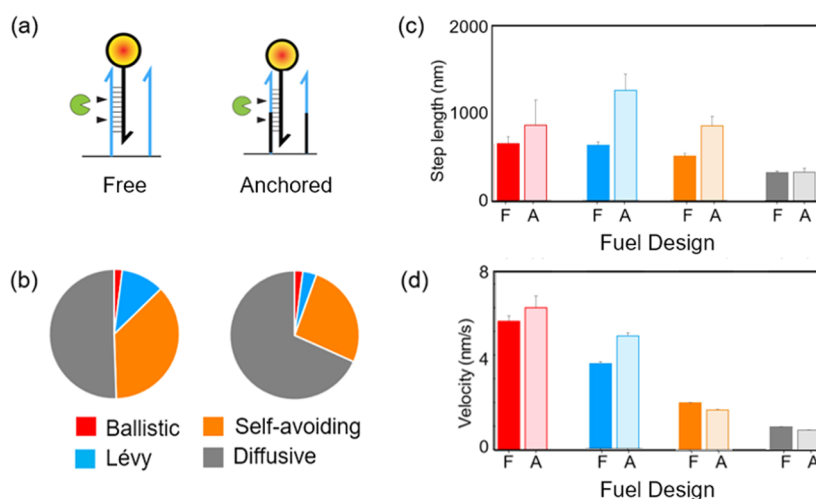 (a)
Free
Anchored
(b)
Ballistic
Self-avoiding
Lévy
Diffusive
(c)
2000
1000
0
Step length (nm)
F A F A F A F A
Fuel Design
(d)
8
4
0
Velocity (nm/s)
F A F A F A F A
Fuel Design